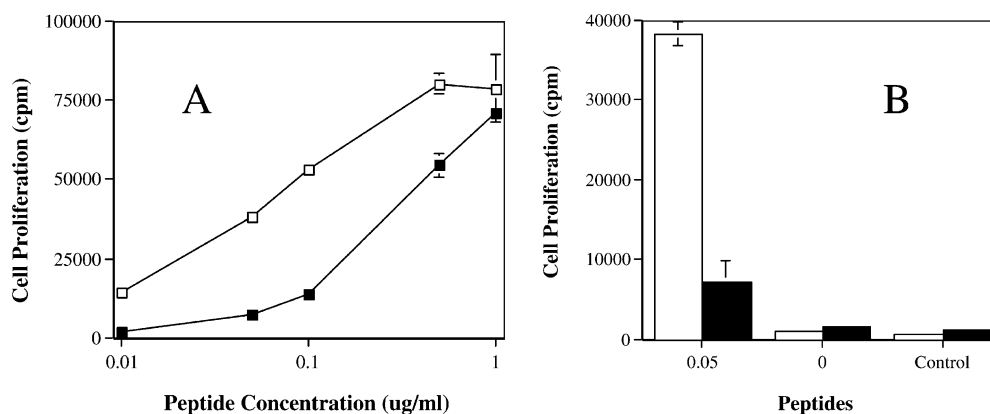 100000
75000
50000
25000
0
Cell Proliferation (cpm)
A
0.01
0.1
1
Peptide Concentration (ug/ml)
40000
30000
20000
10000
0
Cell Proliferation (cpm)
B
0.05
0
Control
Peptides